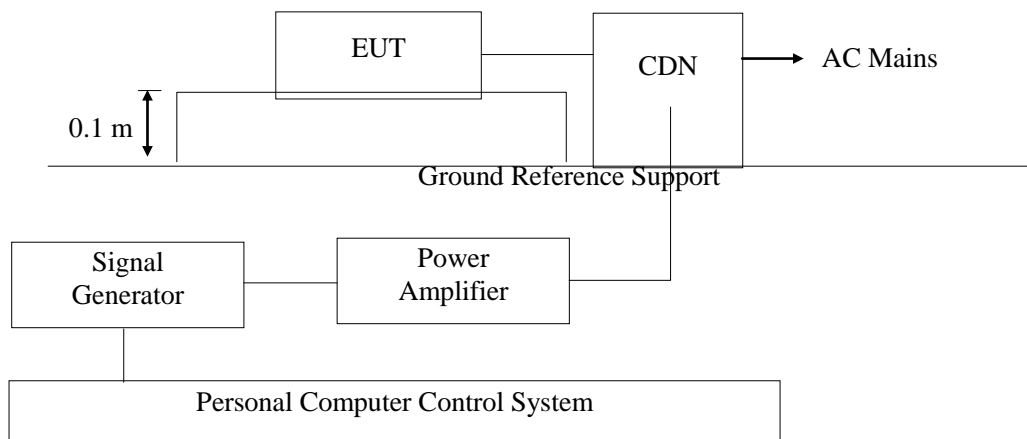 EUT
CDN
AC Mains
0.1 m
Ground Reference Support
Signal
Generator
Power
Amplifier
Personal Computer Control System